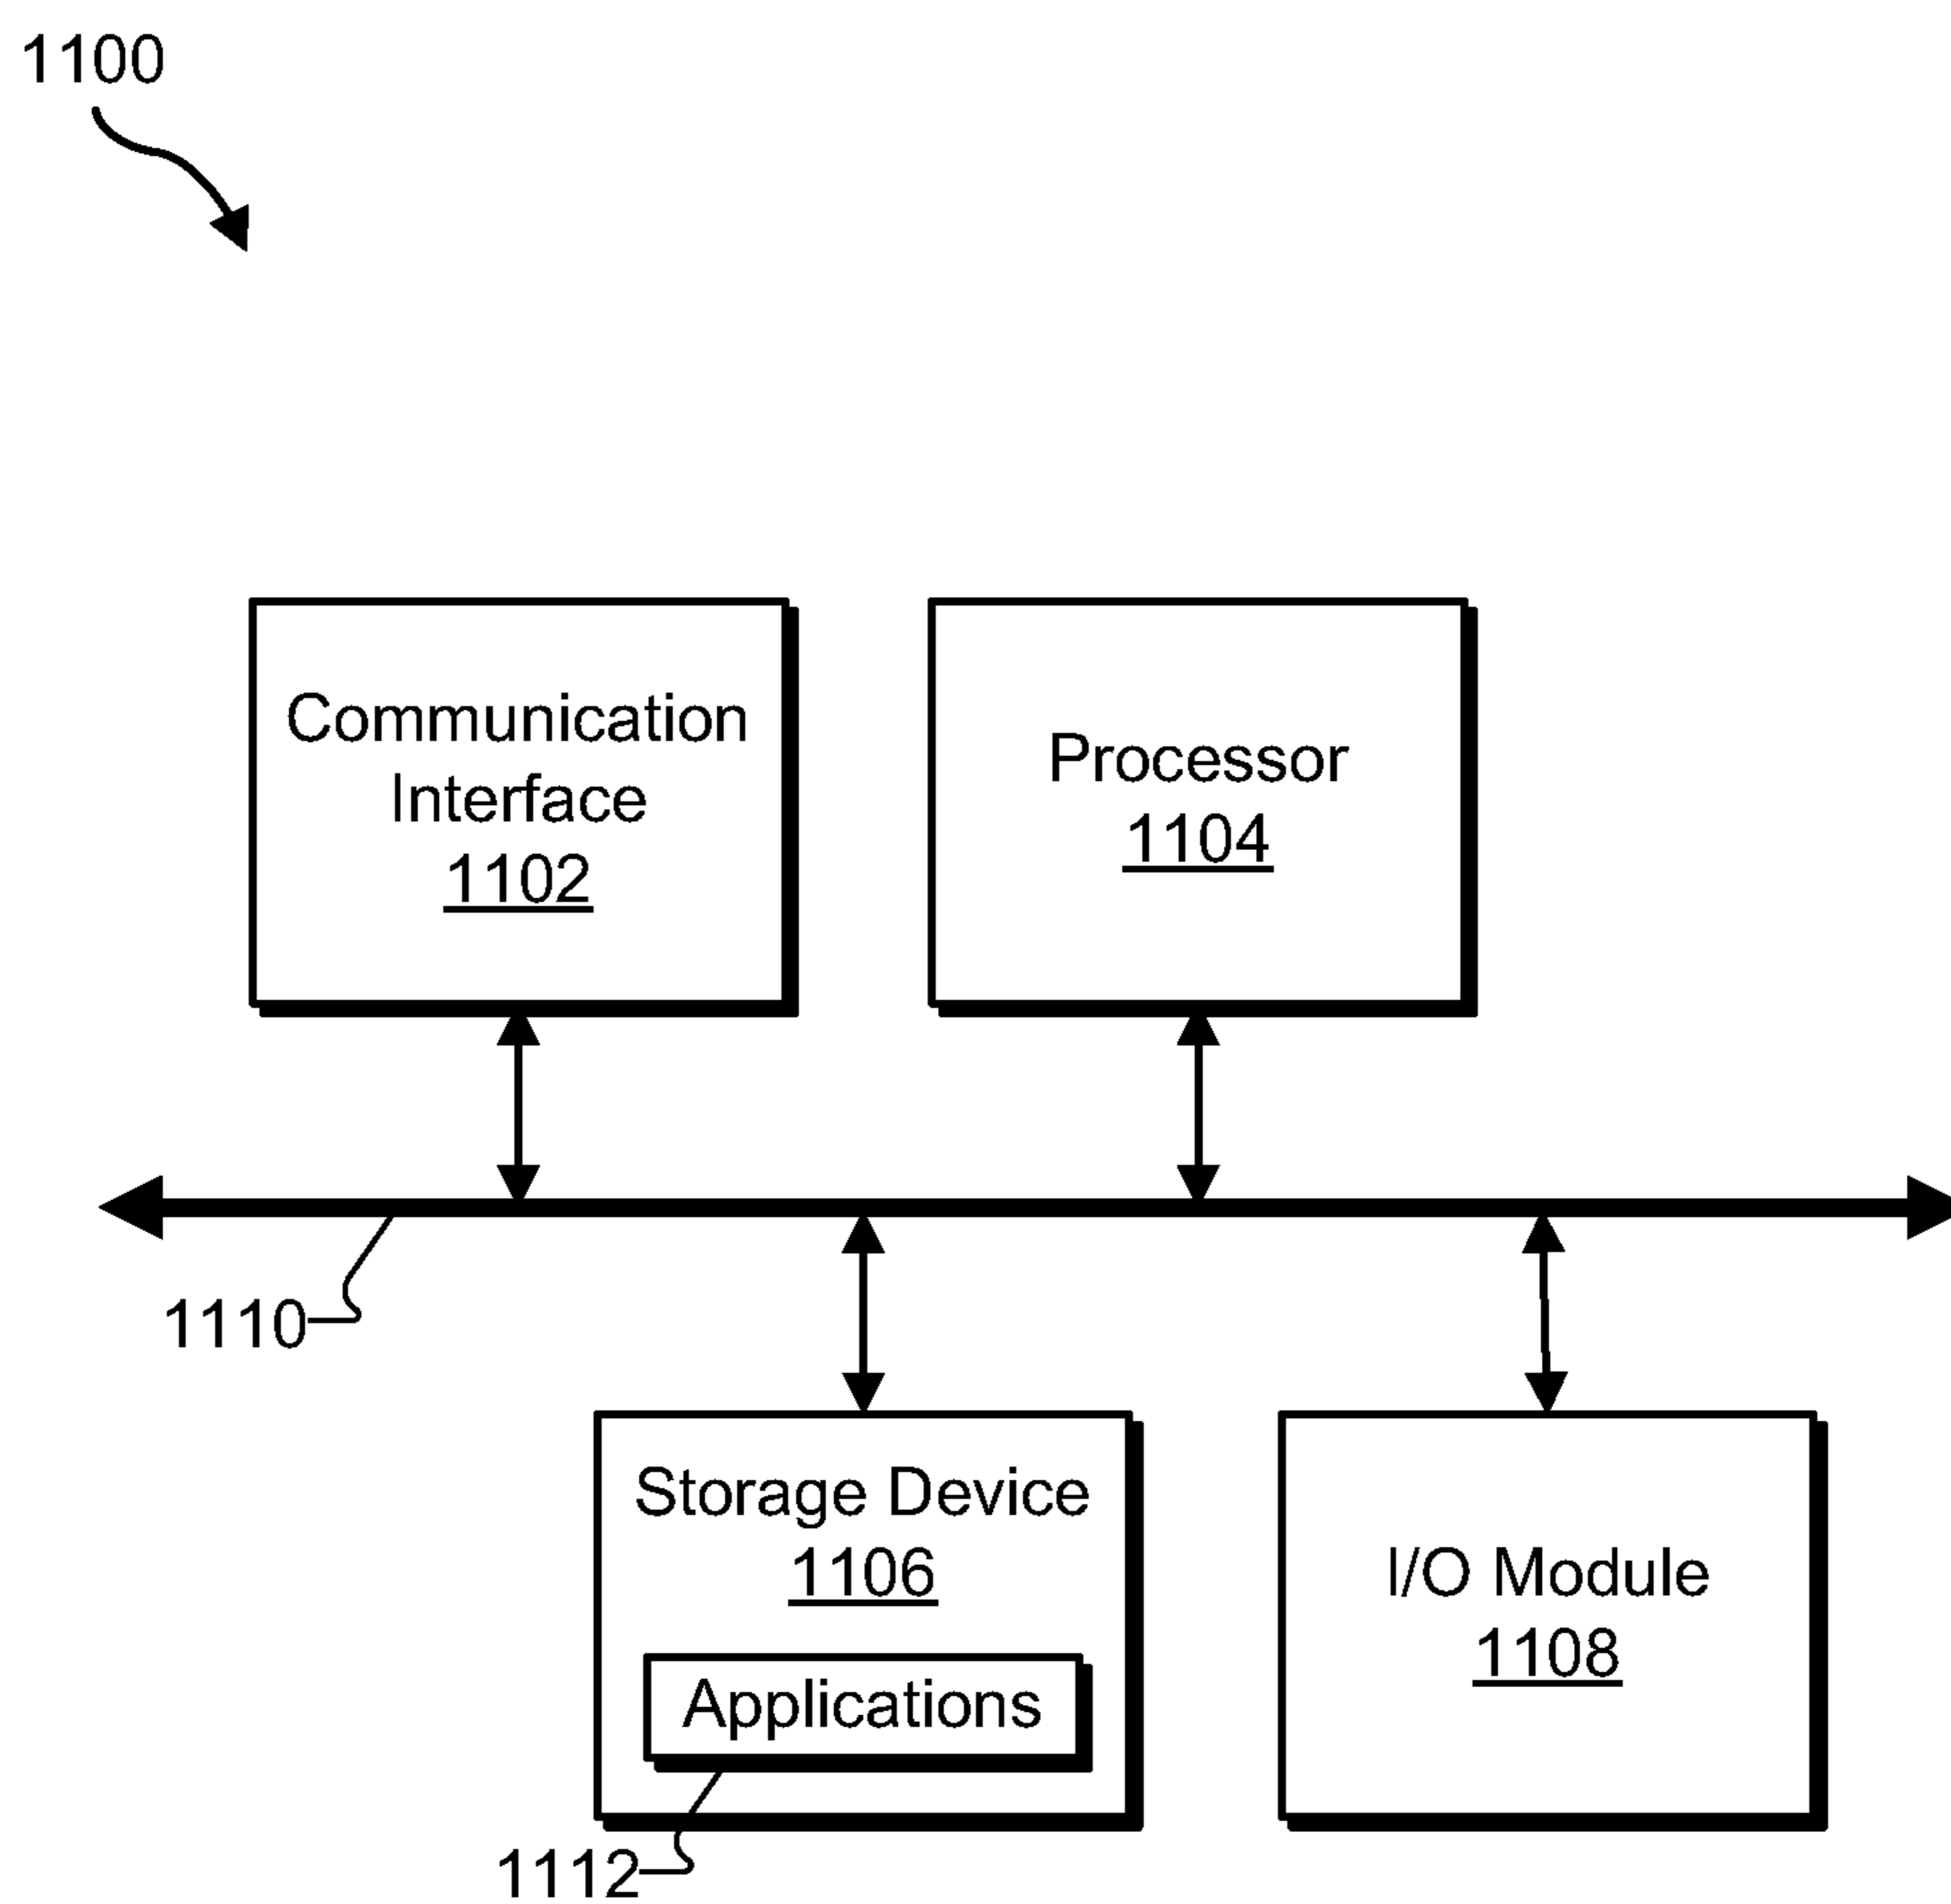 1100
Communication
Interface
1102
Processor
1104
1110
Storage Device
1106
Applications
1112
I/O Module
1108